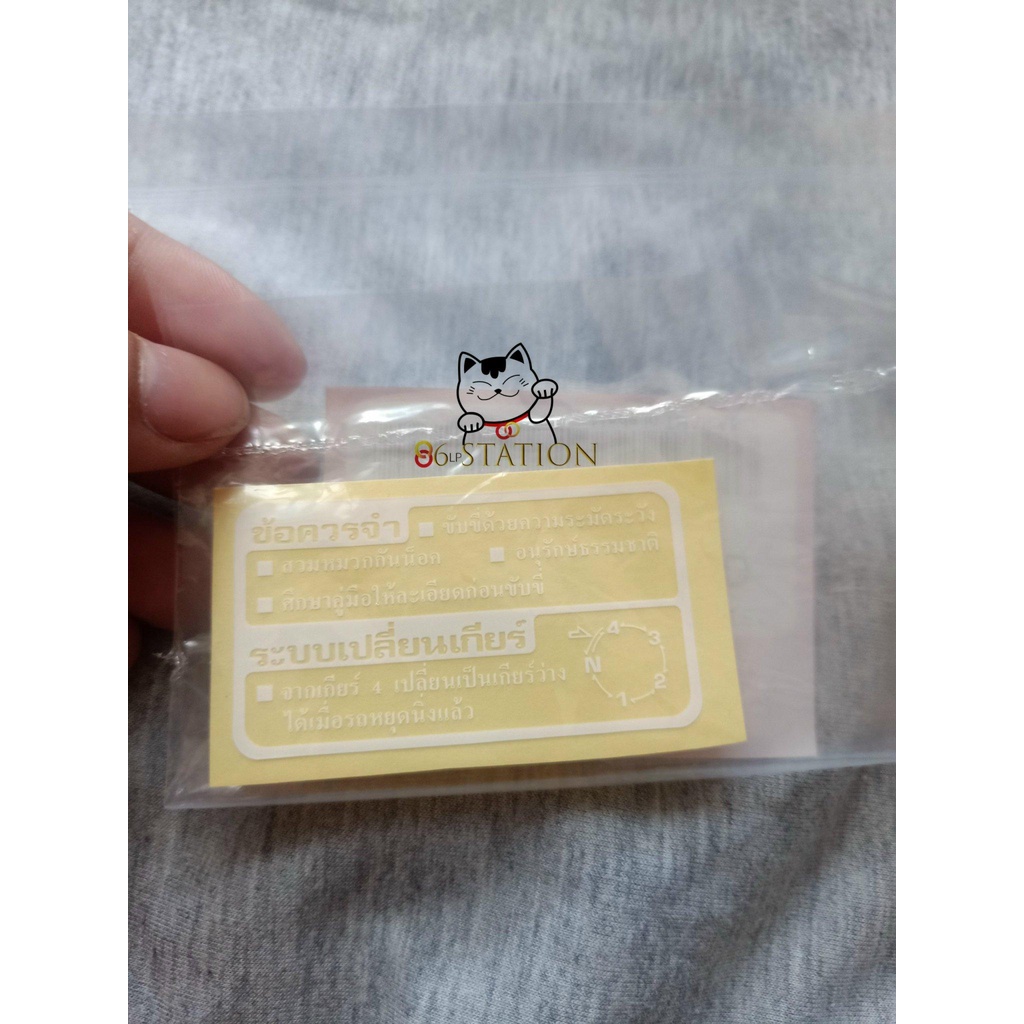 86LP STATION
ข้อควรจำ ■ ขับขี่ด้วยความระมัดระวัง
■ สวมหมวกกันน็อค ■ อนุรักษ์ธรรมชาติ
■ ศึกษาคู่มือให้ละเอียดก่อนขับขี่
ระบบเปลี่ยนเกียร์
■ จากเกียร์ 4 เปลี่ยนเป็นเกียร์ว่าง
ได้เมื่อรถหยุดนิ่งแล้ว
N 1 2 3 4